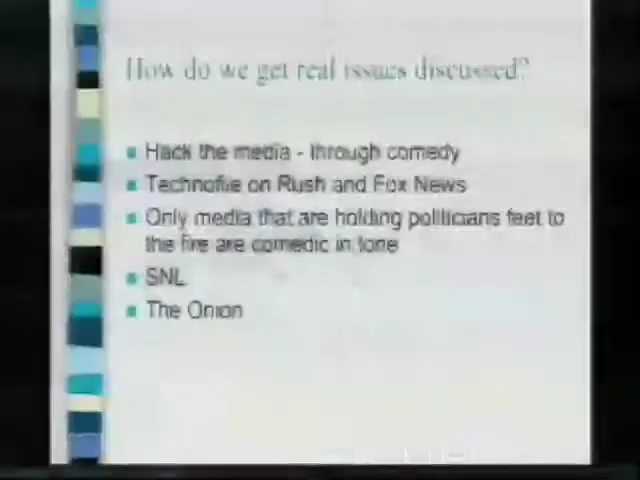 How do we get real issues discussed?
Hack the media - through comedy
Technofile on Rush and Fox News
Only media that are holding politicians feet to
the fire are comedic in tone
SNL
The Onion